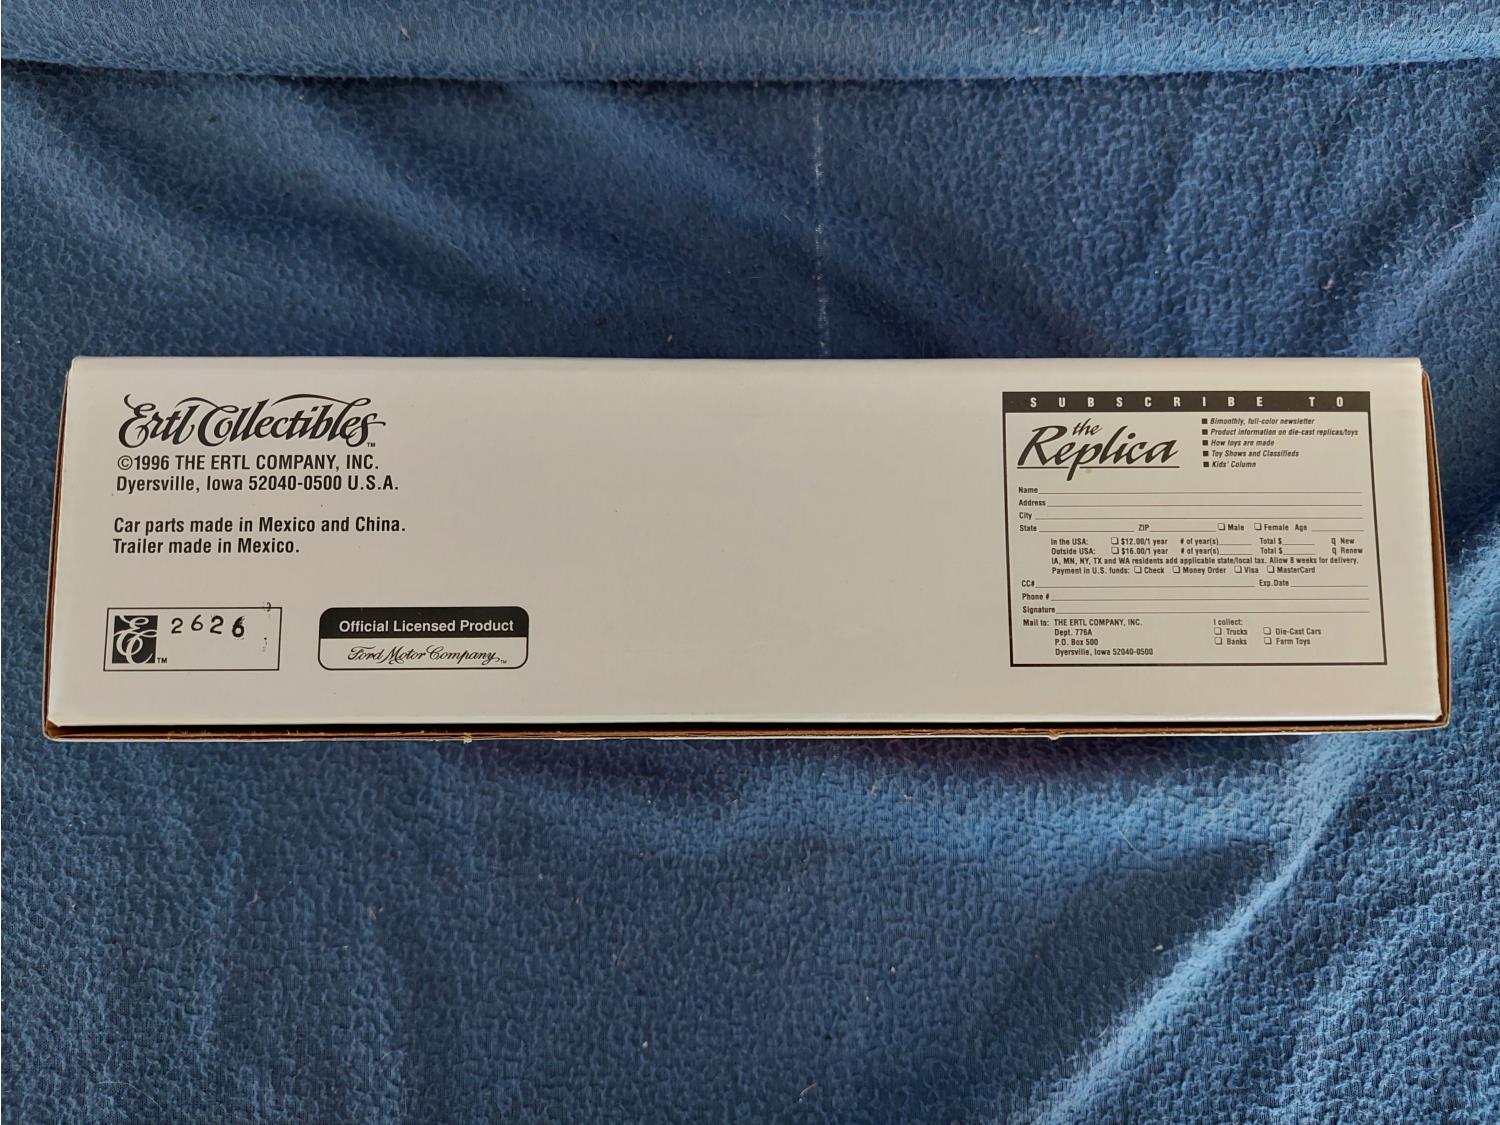 Ertl Collectibles™
©1996 THE ERTL COMPANY, INC.
Dyersville, Iowa 52040-0500 U.S.A.
Car parts made in Mexico and China.
Trailer made in Mexico.
2626
TM
Official Licensed Product
Ford Motor Company™
SUBSCRIBE TO
the
Replica
■ Bimonthly, full-color newsletter
■ Product information on die-cast replicas/toys
■ How toys are made
■ Toy Shows and Classifieds
■ Kids' Column
Name
Address
City
State ZIP ❑ Male ❑ Female Age
In the USA: ❑ $12.00/1 year # of year(s) Total $ q New
Outside USA: ❑ $16.00/1 year # of year(s) Total $ q Renew
IA, MN, NY, TX and WA residents add applicable state/local tax. Allow 8 weeks for delivery.
Payment in U.S. funds: ❑ Check ❑ Money Order ❑ Visa ❑ MasterCard
CC# Exp. Date
Phone #
Signature
Mail to: THE ERTL COMPANY, INC.
Dept. 776A
P.O. Box 500
Dyersville, Iowa 52040-0500
I collect:
❑ Trucks ❑ Die-Cast Cars
❑ Banks ❑ Farm Toys